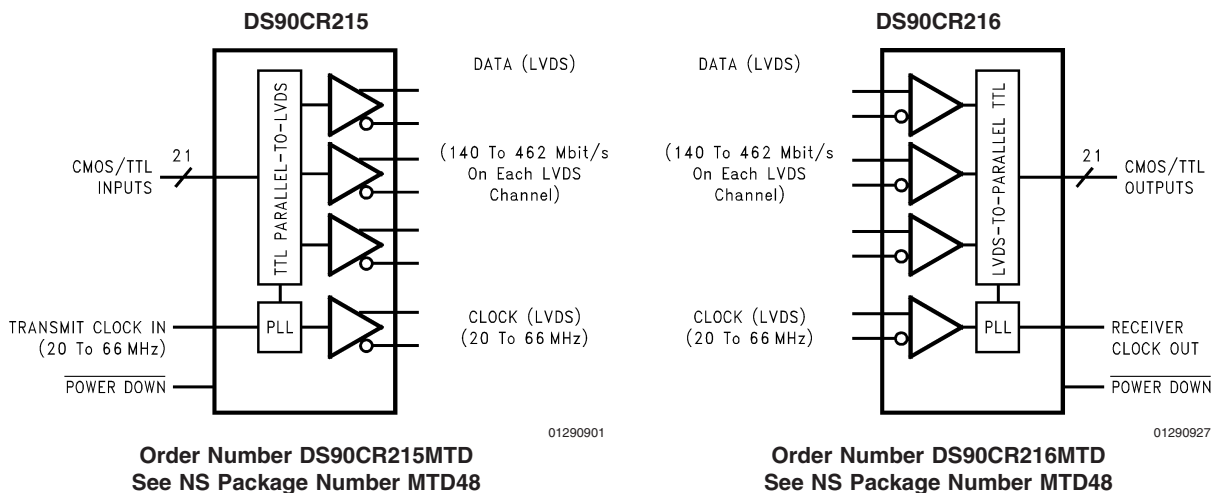 DS90CR215
DATA (LVDS)
TTL PARALLEL-TO-LVDS
21
CMOS/TTL
INPUTS
(140 To 462 Mbit/s
On Each LVDS
Channel)
TRANSMIT CLOCK IN
(20 To 66 MHz)
PLL
CLOCK (LVDS)
(20 To 66 MHz)
POWER DOWN
01290901
Order Number DS90CR215MTD
See NS Package Number MTD48
DS90CR216
DATA (LVDS)
LVDS-TO-PARALLEL TTL
(140 To 462 Mbit/s
On Each LVDS
Channel)
21
CMOS/TTL
OUTPUTS
CLOCK (LVDS)
(20 To 66 MHz)
PLL
RECEIVER
CLOCK OUT
POWER DOWN
01290927
Order Number DS90CR216MTD
See NS Package Number MTD48